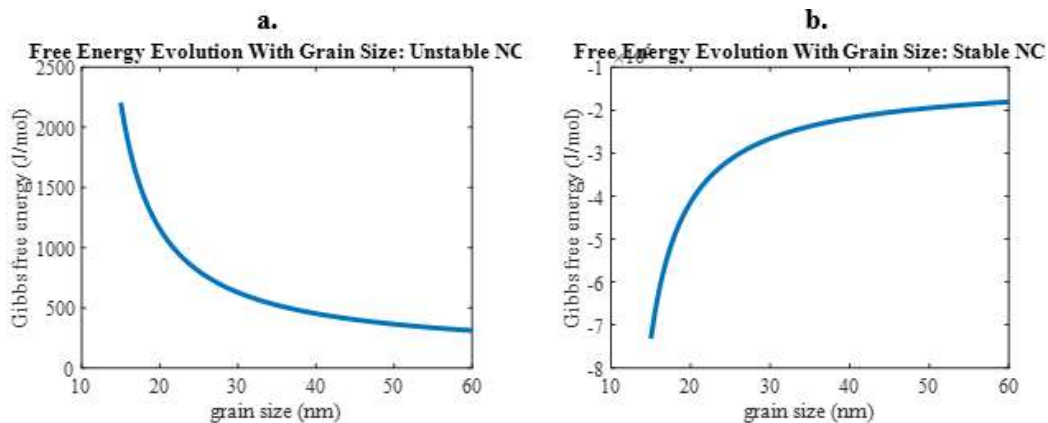 a.
Free Energy Evolution With Grain Size: Unstable NC
2500
2000
1500
1000
500
0
10 20 30 40 50 60
Gibbs free energy (J/mol)
grain size (nm)
b.
Free Energy Evolution With Grain Size: Stable NC
-1
-2
-3
-4
-5
-6
-7
-8
10 20 30 40 50 60
Gibbs free energy (J/mol)
grain size (nm)